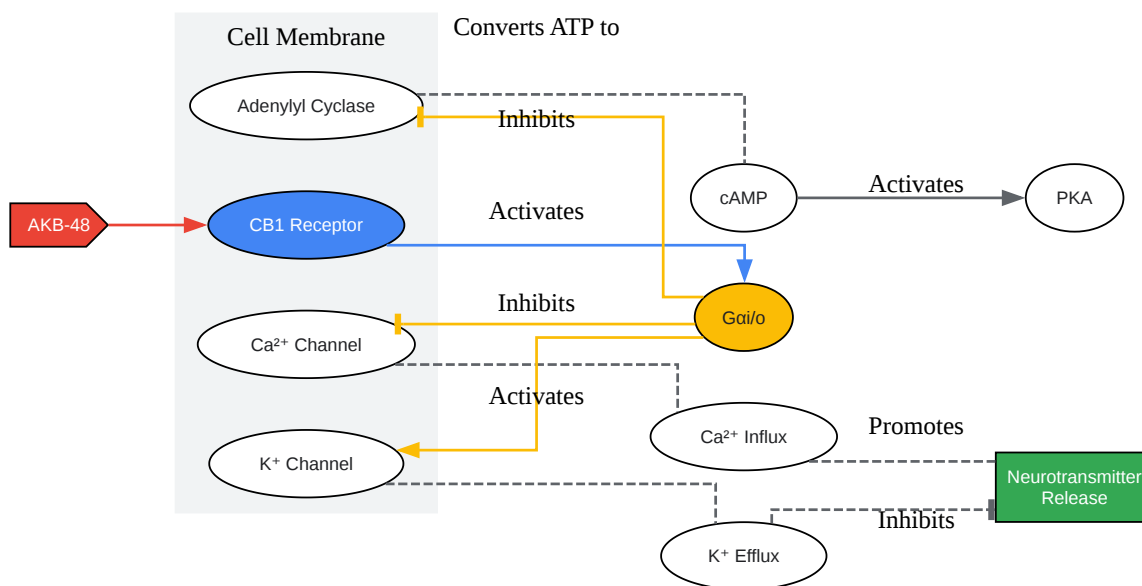 Cell Membrane
Converts ATP to
Adenylyl Cyclase
Inhibits
cAMP
Activates
PKA
AKB-48
CB1 Receptor
Activates
Inhibits
Gαi/o
Ca²⁺ Channel
Activates
Ca²⁺ Influx
Promotes
K⁺ Channel
Neurotransmitter
Release
Inhibits
K⁺ Efflux